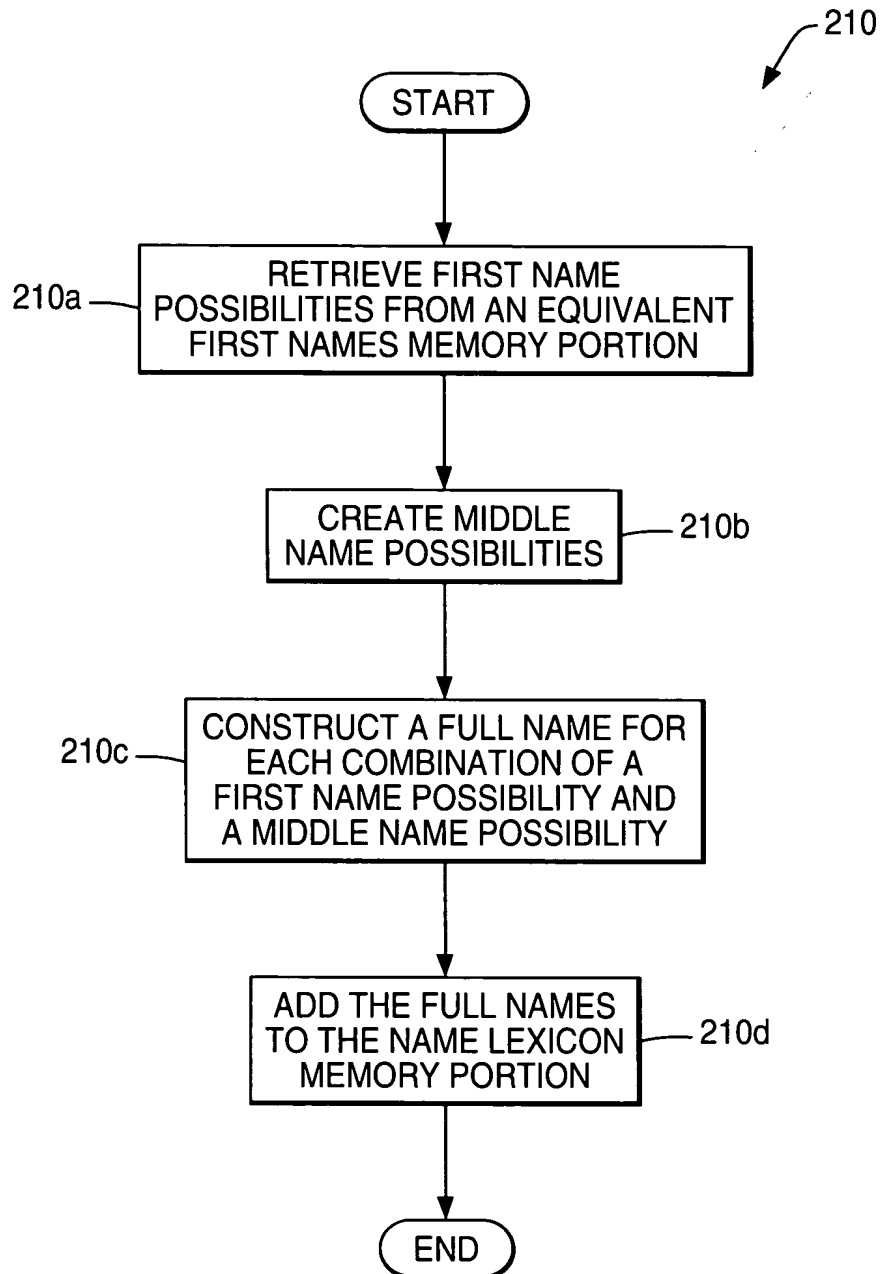 210
START
210a
RETRIEVE FIRST NAME
POSSIBILITIES FROM AN EQUIVALENT
FIRST NAMES MEMORY PORTION
CREATE MIDDLE
NAME POSSIBILITIES
210b
210c
CONSTRUCT A FULL NAME FOR
EACH COMBINATION OF A
FIRST NAME POSSIBILITY AND
A MIDDLE NAME POSSIBILITY
ADD THE FULL NAMES
TO THE NAME LEXICON
MEMORY PORTION
210d
END